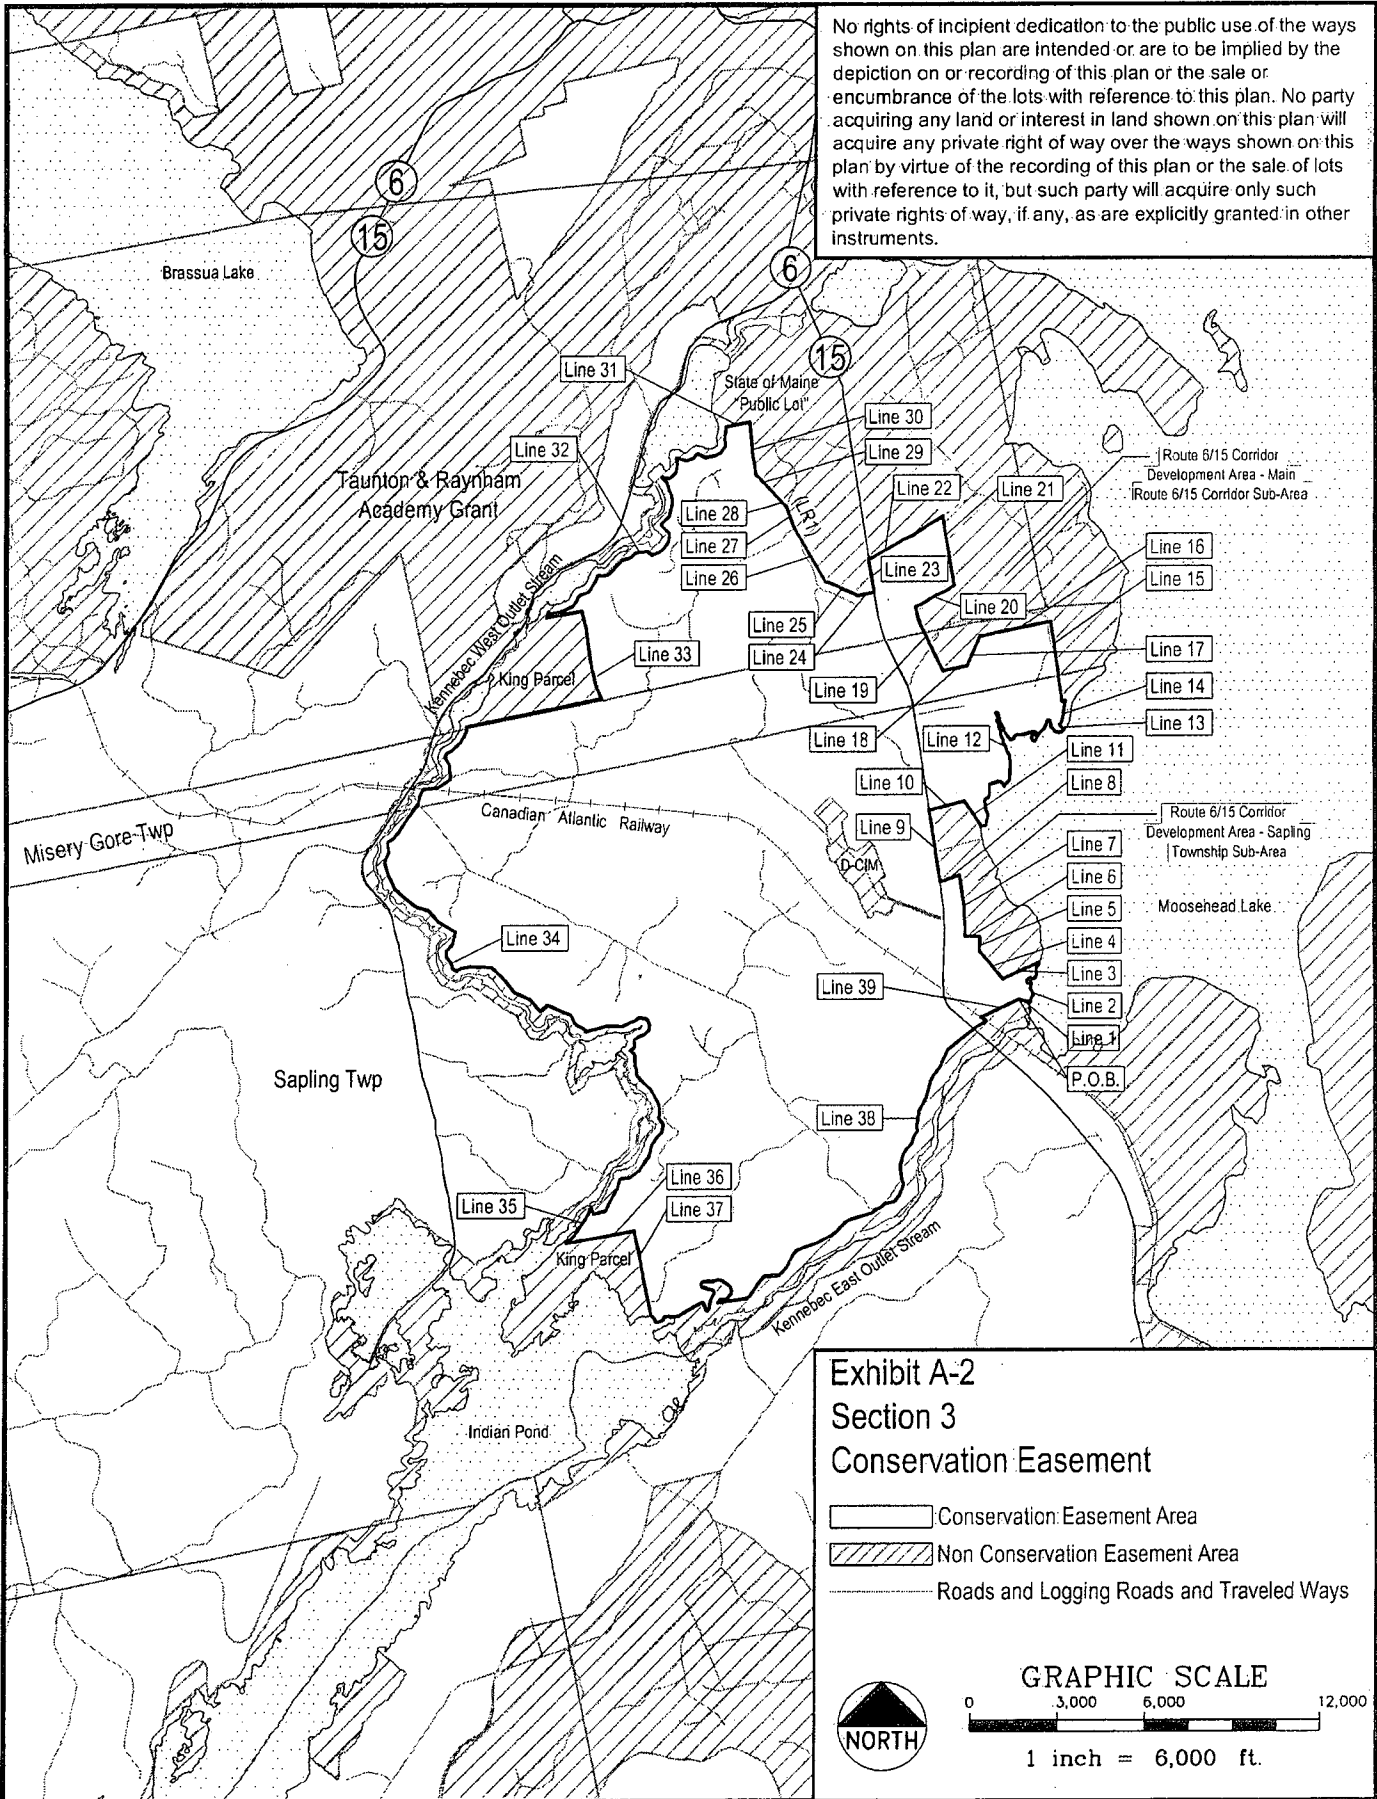 No rights of incipient dedication to the public use of the ways
shown on this plan are intended or are to be implied by the
depiction on or recording of this plan or the sale or
encumbrance of the lots with reference to this plan. No party
acquiring any land or interest in land shown on this plan will
acquire any private right of way over the ways shown on this
plan by virtue of the recording of this plan or the sale of lots
with reference to it, but such party will acquire only such
private rights of way, if any, as are explicitly granted in other
instruments.
6
15
Brassua Lake
6
15
Line 31
State of Maine
"Public Lot"
Line 30
Line 32
Line 29
Route 6/15 Corridor
Development Area - Main
Route 6/15 Corridor Sub-Area
Taunton & Raynham
Academy Grant
Line 22
Line 21
Line 28
(LR1)
Line 27
Line 16
Line 26
Line 23
Line 15
Line 20
Line 25
Kennebec West Outlet Stream
Line 33
Line 24
Line 17
King Parcel
Line 19
Line 14
Line 13
Line 18
Line 12
Line 11
Line 10
Line 8
Canadian Atlantic Railway
Misery Gore Twp
Line 9
Route 6/15 Corridor
Development Area - Sapling
Township Sub-Area
Line 7
D-CIM
Line 6
Line 5
Moosehead Lake
Line 34
Line 4
Line 3
Line 39
Line 2
Line 1
Sapling Twp
P.O.B.
Line 38
Line 36
Line 35
Line 37
King Parcel
Kennebec East Outlet Stream
Indian Pond
Exhibit A-2
Section 3
Conservation Easement
Conservation Easement Area
Non Conservation Easement Area
Roads and Logging Roads and Traveled Ways
NORTH
GRAPHIC SCALE
0 3,000 6,000 12,000
1 inch = 6,000 ft.